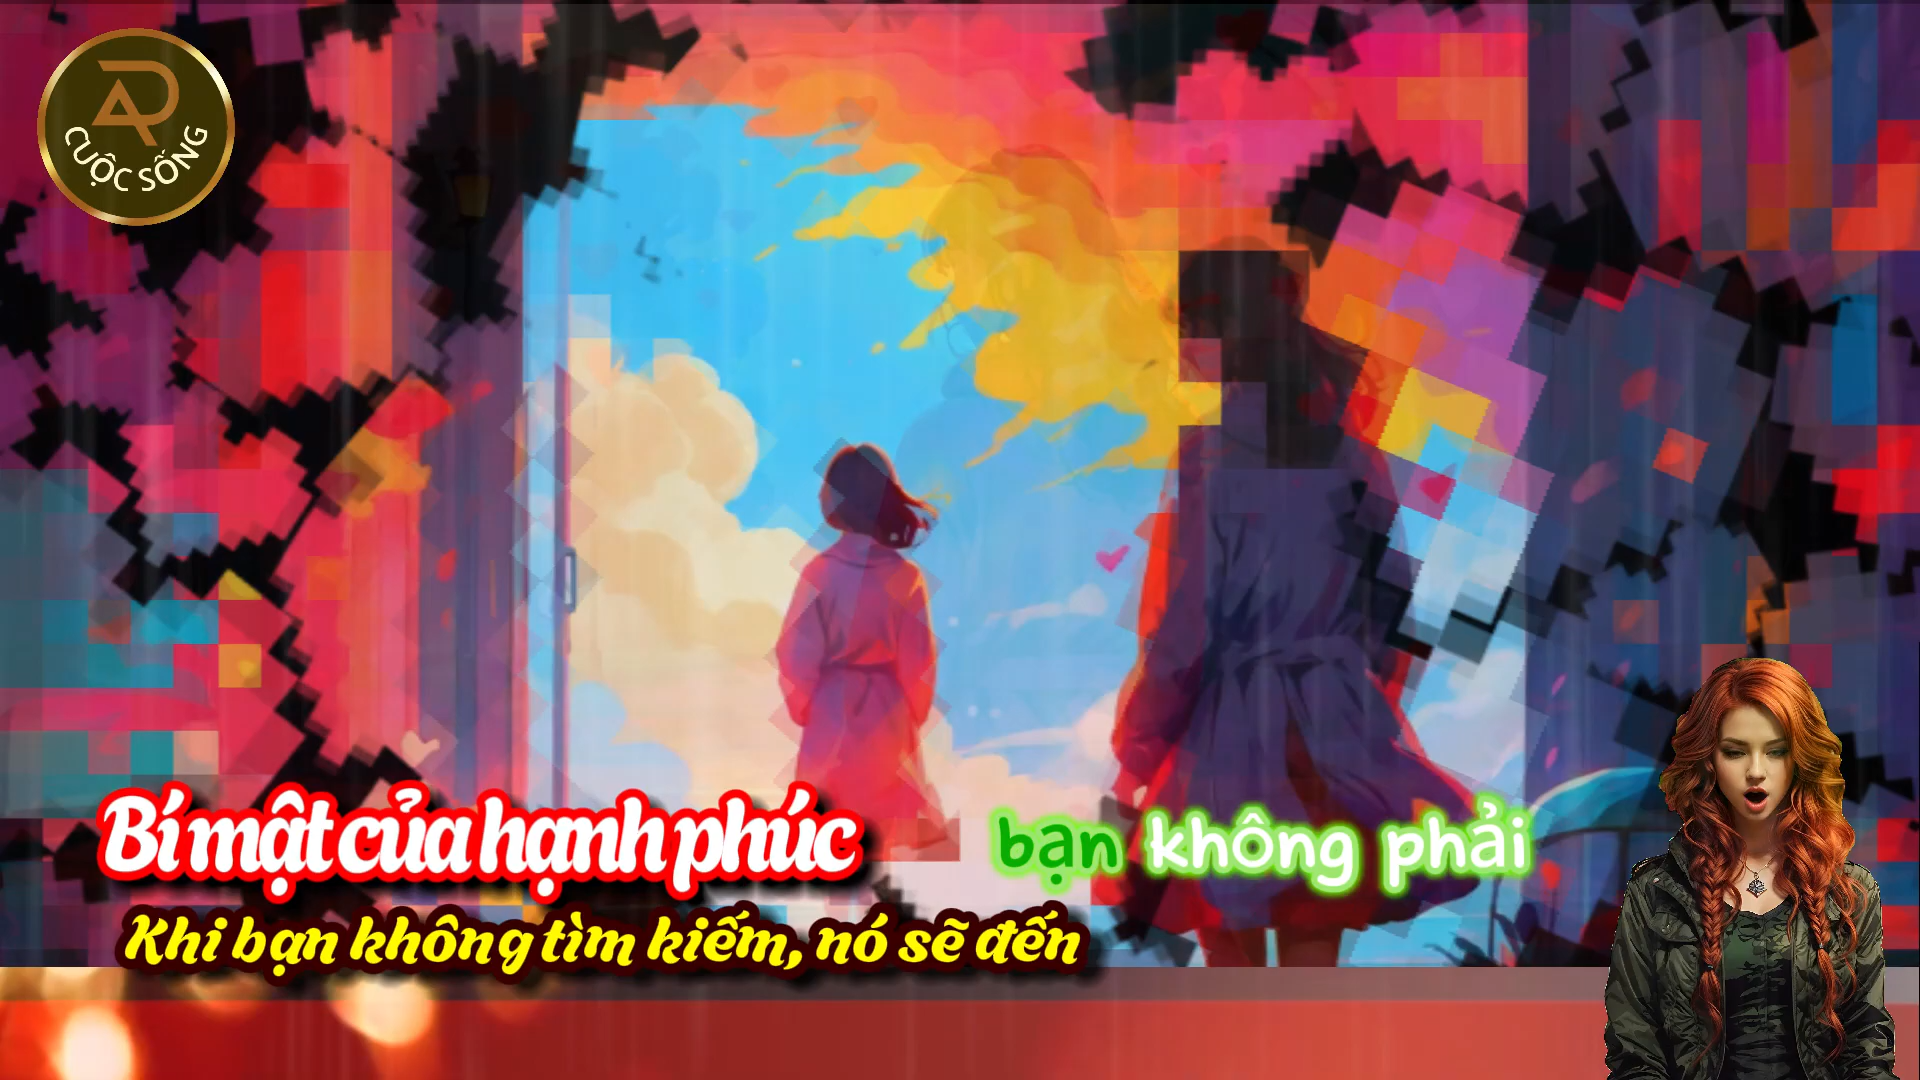 CUỘC SỐNG
Bí mật của hạnh phúc
bạn không phải
Khi bạn không tìm kiếm, nó sẽ đến